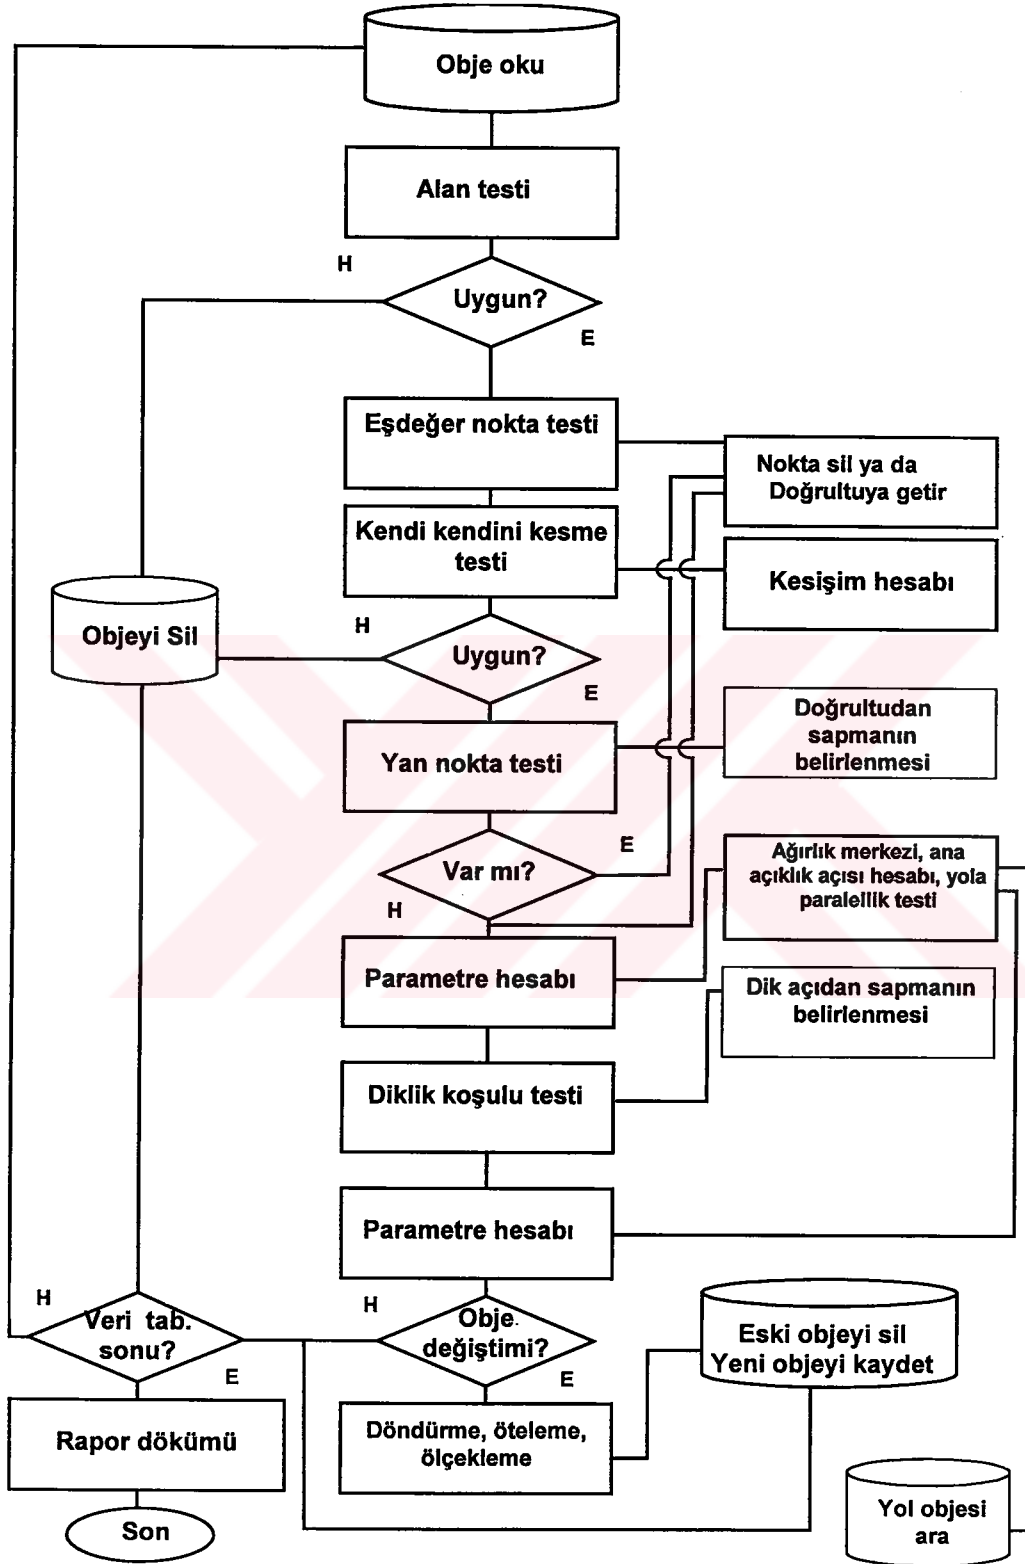 Obje oku
Alan testi
H
Uygun?
E
Eşdeğer nokta testi
Nokta sil ya da
Doğrultuya getir
Kendi kendini kesme
testi
Kesişim hesabı
Objeyi Sil
H
Uygun?
E
Yan nokta testi
Doğrultudan
sapmanın
belirlenmesi
Var mı?
E
H
Ağırlık merkezi, ana
açıklık açısı hesabı, yola
paralellik testi
Parametre hesabı
Dik açıdan sapmanın
belirlenmesi
Diklik koşulu testi
Parametre hesabı
H
Veri tab.
sonu?
E
H
Obje.
değiştimi?
E
Eski objeyi sil
Yeni objeyi kaydet
Rapor dökümü
Döndürme, öteleme,
ölçekleme
Son
Yol objesi
ara